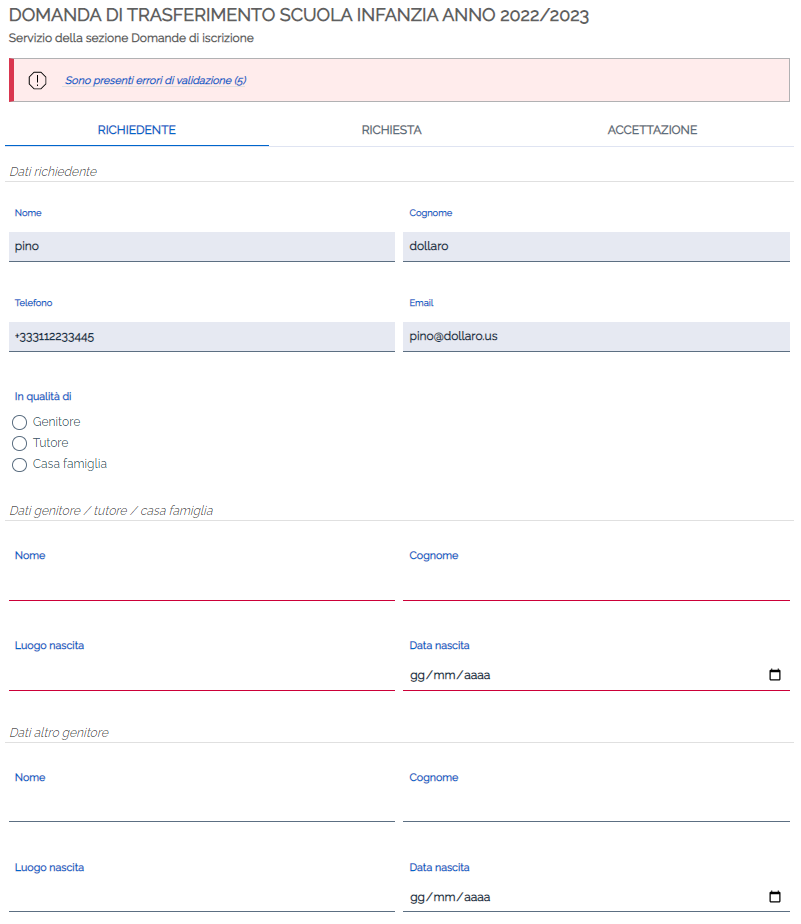 DOMANDA DI TRASFERIMENTO SCUOLA INFANZIA ANNO 2022/2023
Servizio della sezione Domande di iscrizione
Sono presenti errori di validazione (5)
RICHIEDENTE RICHIESTA ACCETTAZIONE
Dati richiedente
Nome Cognome
pino dollaro
Telefono Email
+333112233445 pino@dollaro.us
In qualità di
Genitore
Tutore
Casa famiglia
Dati genitore / tutore / casa famiglia
Nome Cognome
Luogo nascita Data nascita
gg/mm/aaaa
Dati altro genitore
Nome Cognome
Luogo nascita Data nascita
gg/mm/aaaa